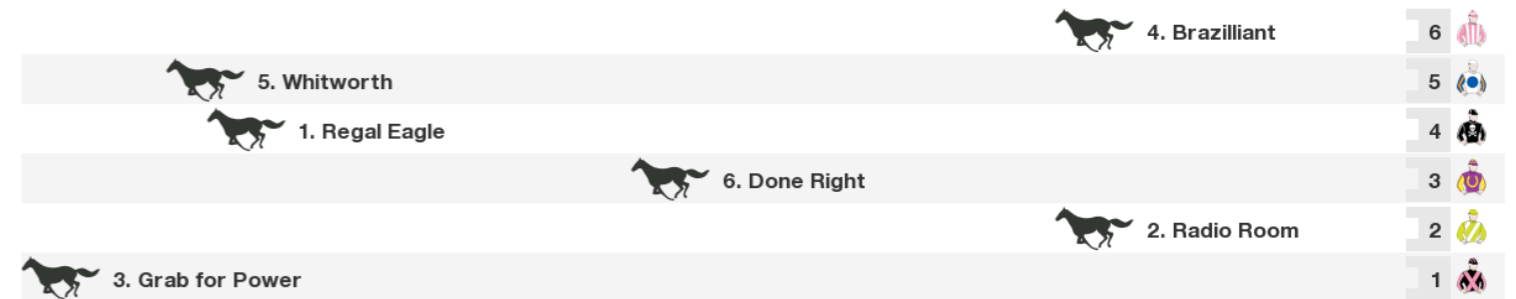 4. Brazilliant 6
5. Whitworth 5
1. Regal Eagle 4
6. Done Right 3
2. Radio Room 2
3. Grab for Power 1